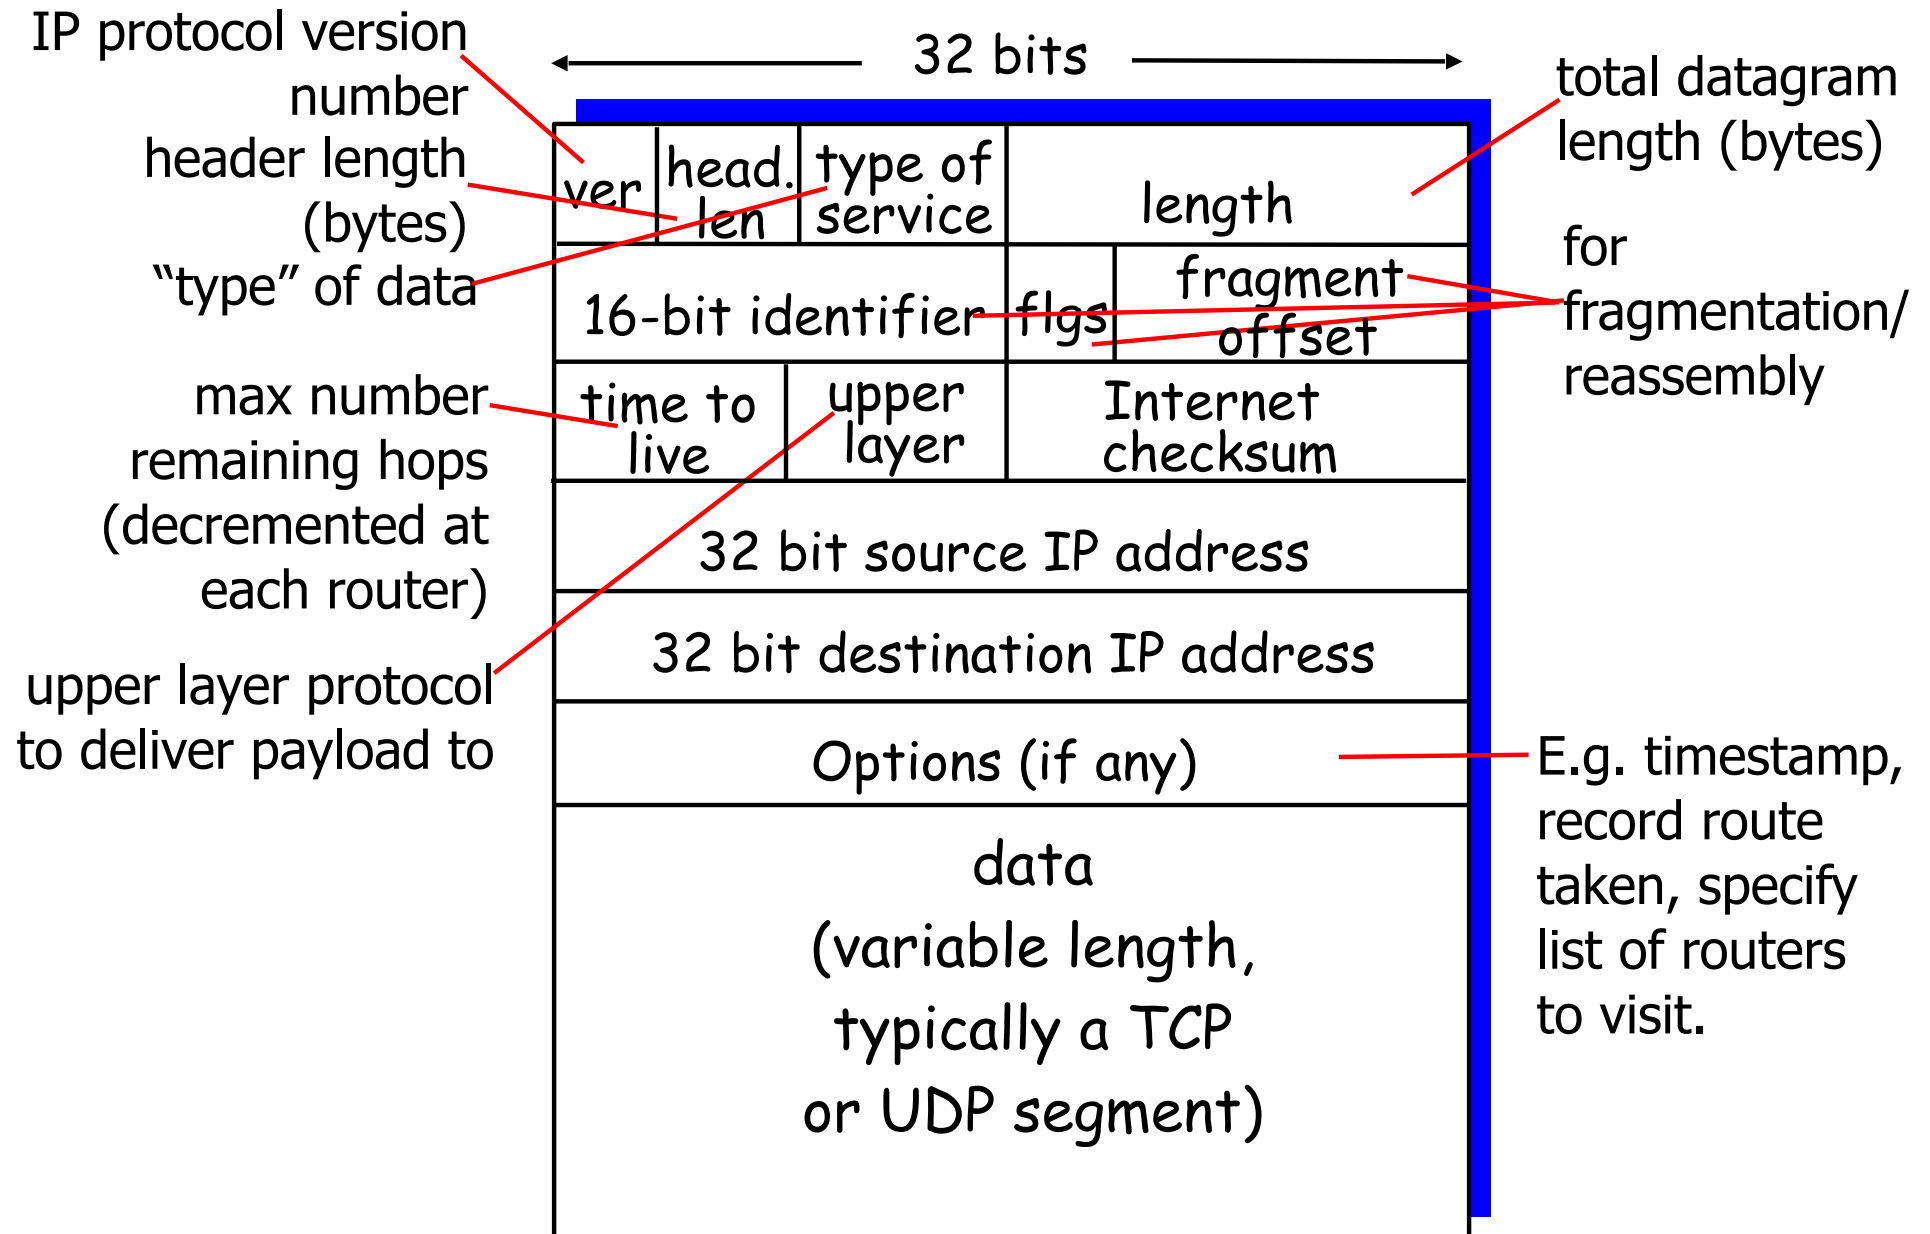 IP protocol version
number
header length
(bytes)
“type” of data
max number
remaining hops
(decremented at
each router)
upper layer protocol
to deliver payload to
32 bits
ver
head.
len
type of
service
length
16-bit identifier
flgs
fragment
offset
time to
live
upper
layer
Internet
checksum
32 bit source IP address
32 bit destination IP address
Options (if any)
data
(variable length,
typically a TCP
or UDP segment)
total datagram
length (bytes)
for
fragmentation/
reassembly
E.g. timestamp,
record route
taken, specify
list of routers
to visit.